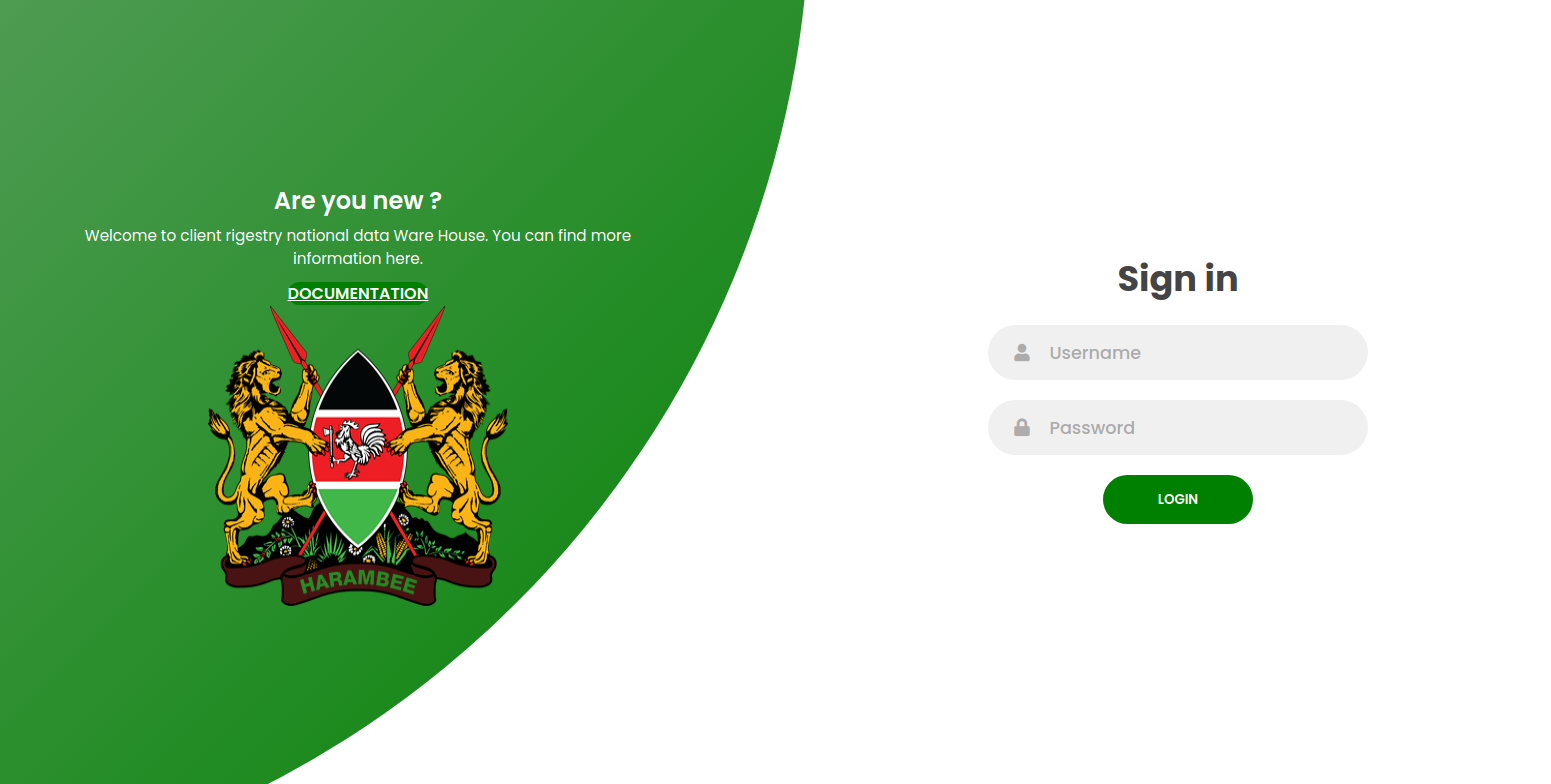 Are you new ?
Welcome to client rigestry national data Ware House. You can find more
information here.
DOCUMENTATION
HARAMBEE
Sign in
Username
Password
LOGIN